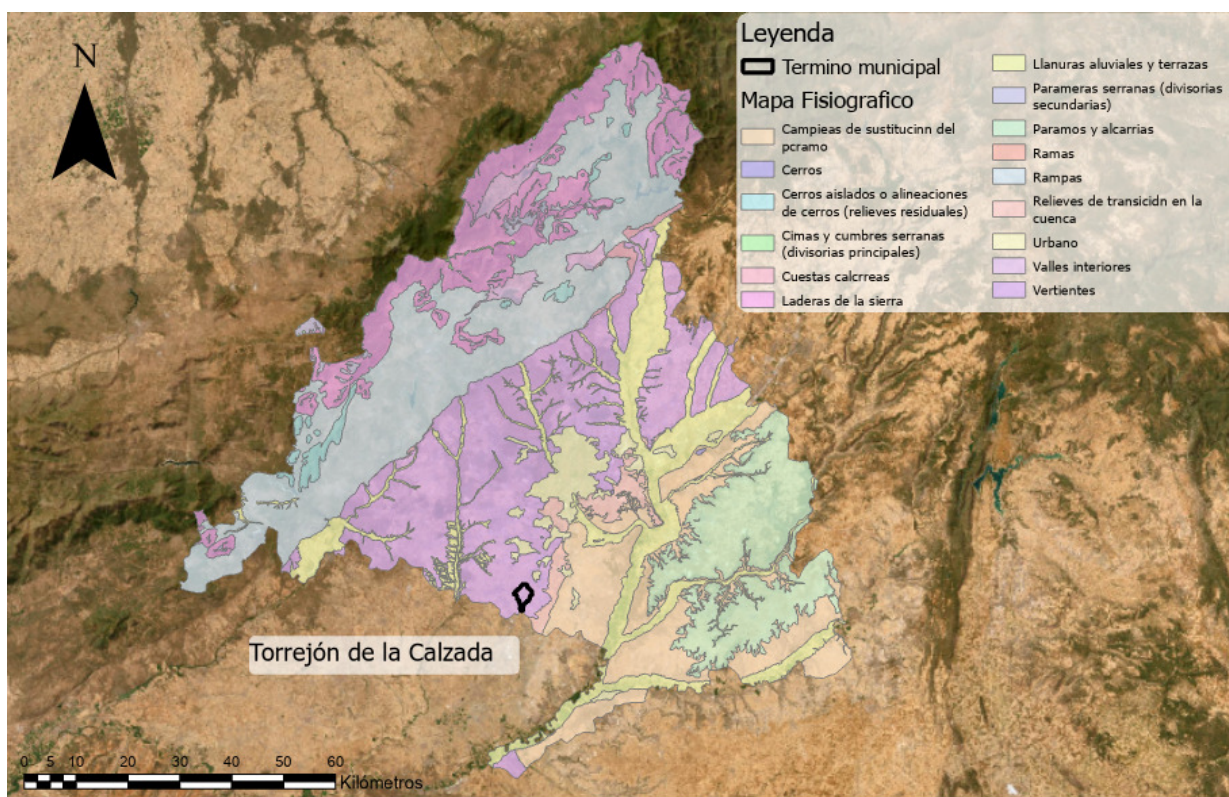 N
Leyenda
Termino municipal
Mapa Fisiografico
Campieas de sustitucinn del
pcramo
Cerros
Cerros aislados o alineaciones
de cerros (relieves residuales)
Cimas y cumbres serranas
(divisorias principales)
Cuestas calcrreas
Laderas de la sierra
Llanuras aluviales y terrazas
Parameras serranas (divisorias
secundarias)
Paramos y alcarrias
Ramas
Rampas
Relieves de transicidn en la
cuenca
Urbano
Valles interiores
Vertientes
Torrejón de la Calzada
0 5 10 20 30 40 50 60
Kilómetros